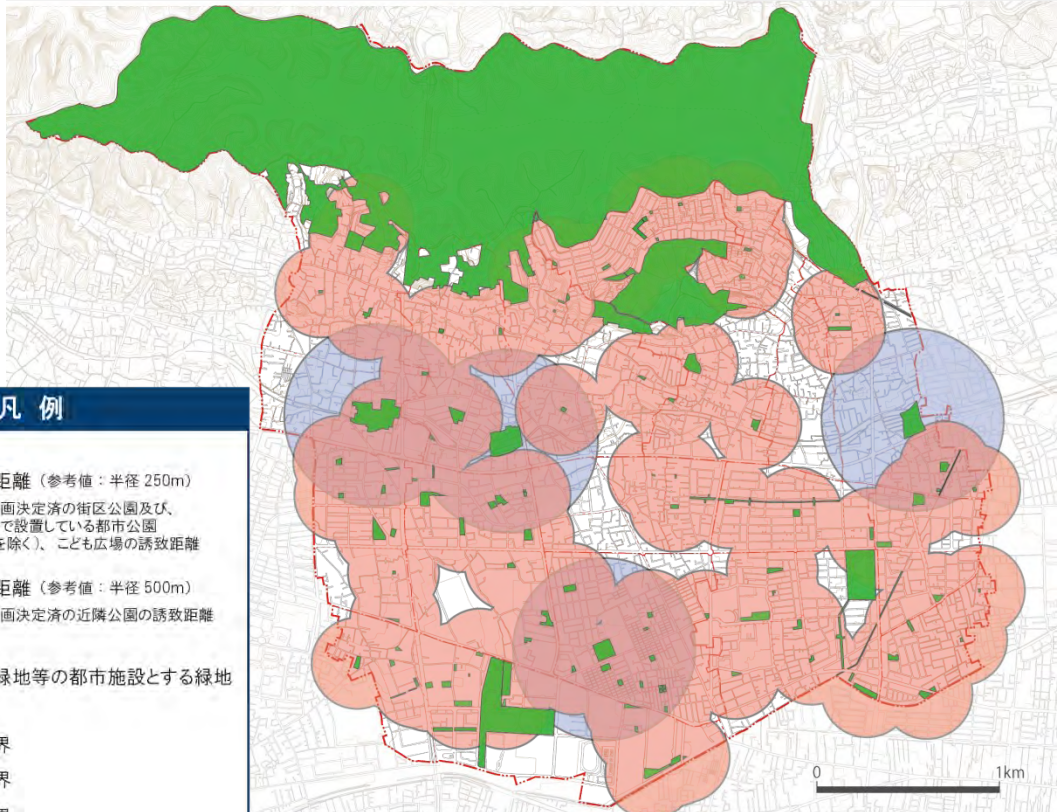 凡 例
距離（参考値：半径 250m）
画決定済の街区公園及び、
で設置している都市公園
を除く）、こども広場の誘致距離
距離（参考値：半径 500m）
画決定済の近隣公園の誘致距離
緑地等の都市施設とする緑地
界
界
0 1km